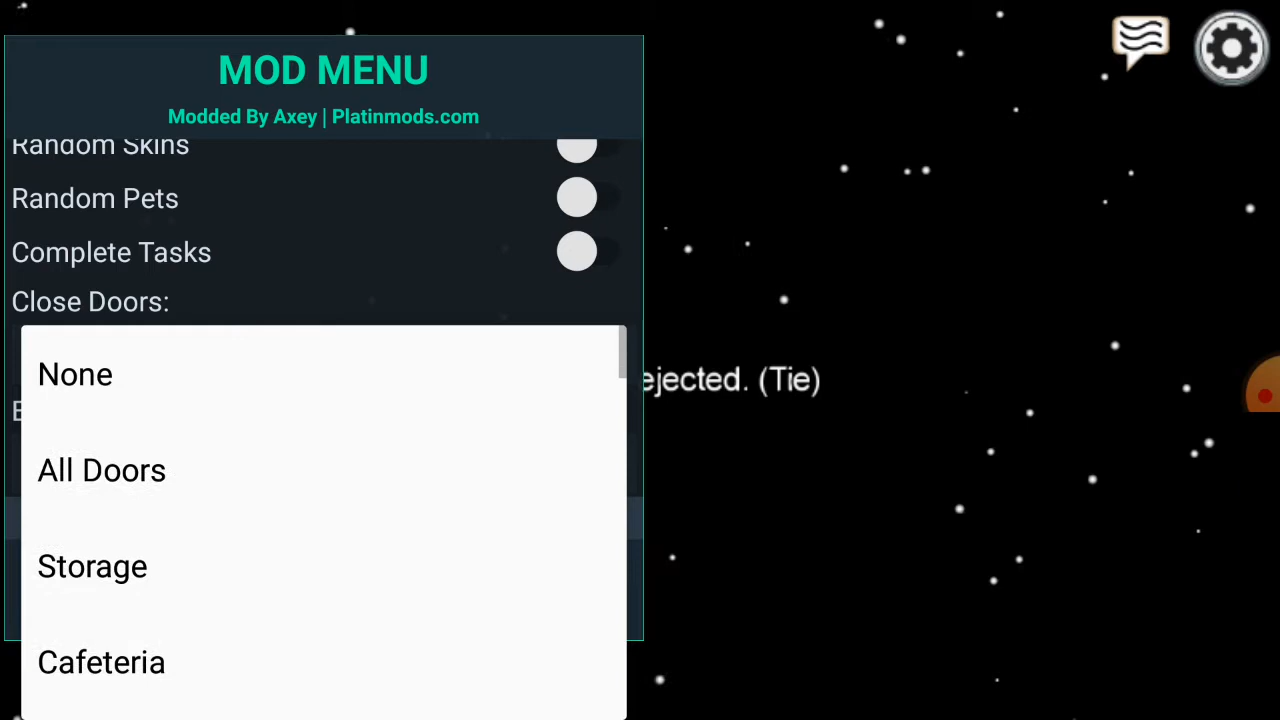 MOD MENU
Modded By Axey | Platinmods.com
Random Skins
Random Pets
Complete Tasks
Close Doors:
None
ejected. (Tie)
All Doors
Storage
Cafeteria